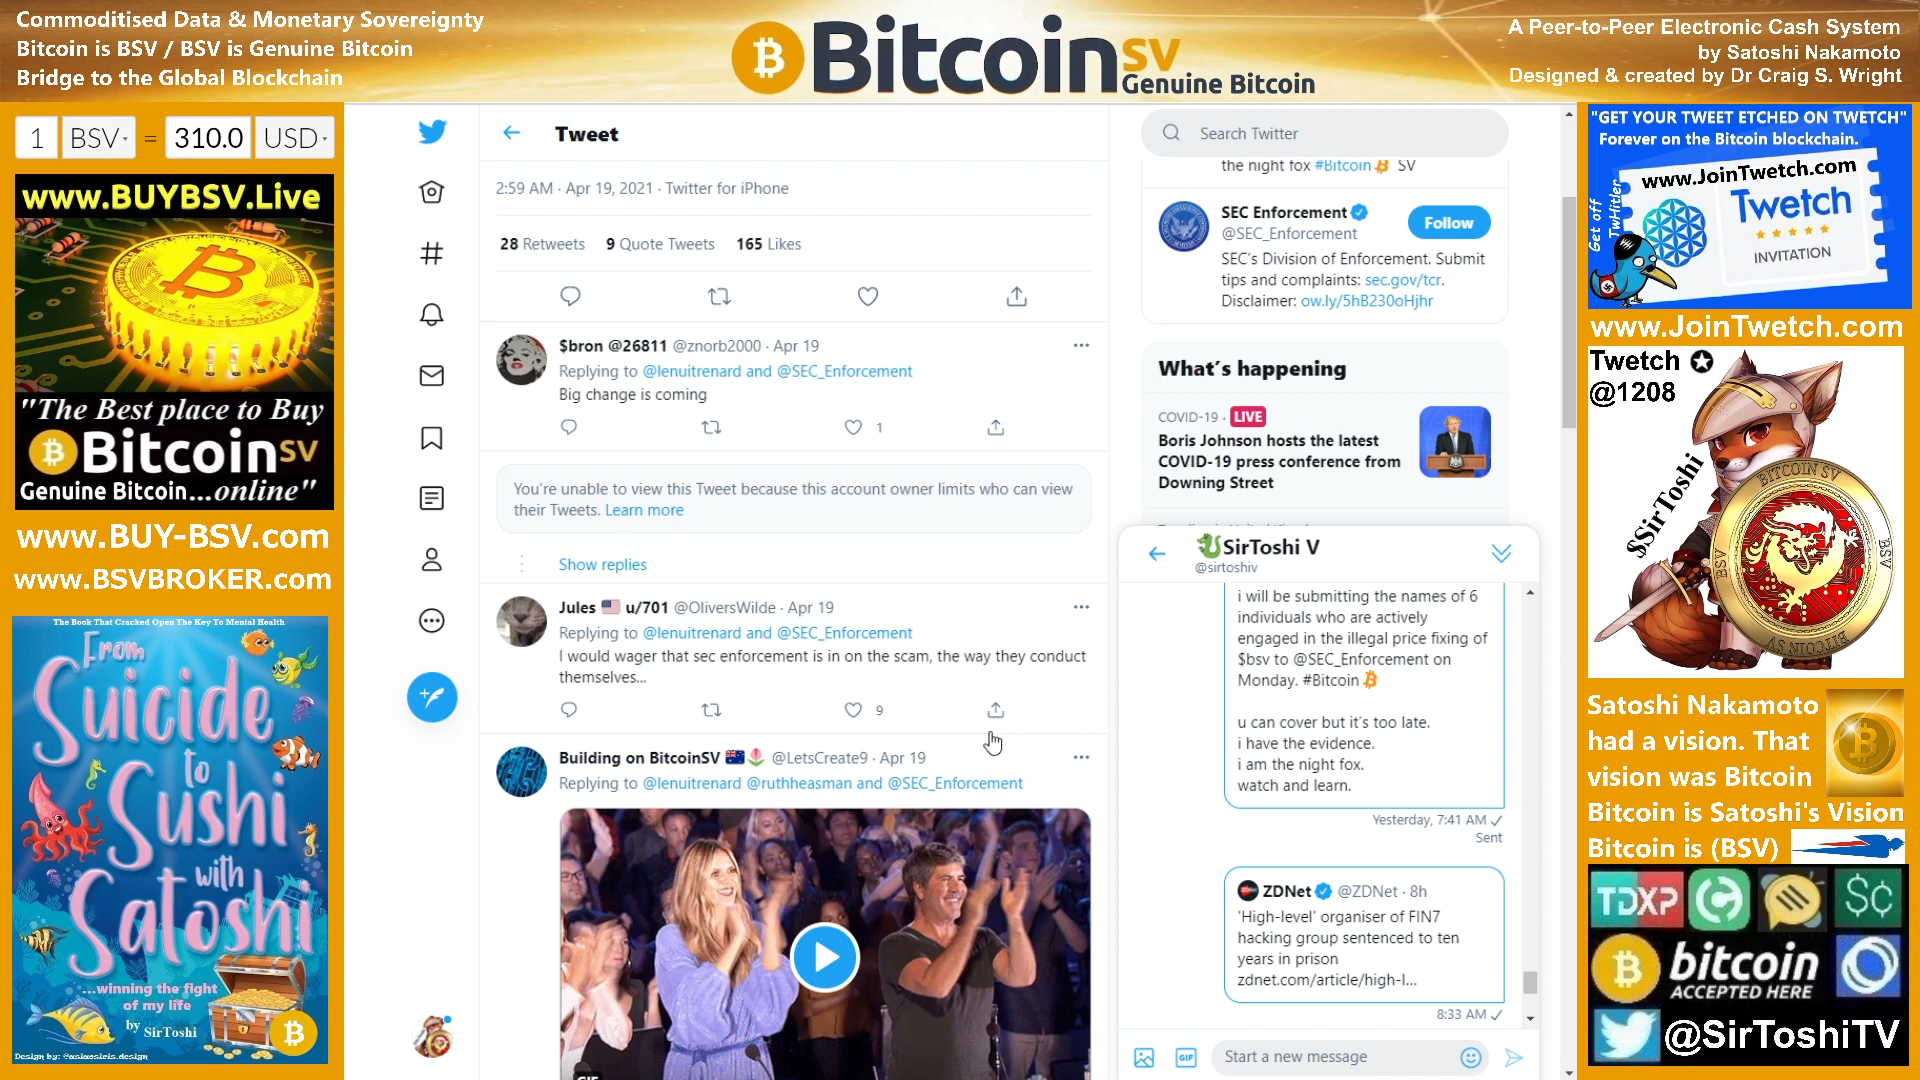 Commoditised Data & Monetary Sovereignty
Bitcoin is BSV / BSV is Genuine Bitcoin
Bridge to the Global Blockchain
Bitcoin SV
Genuine Bitcoin
A Peer-to-Peer Electronic Cash System
by Satoshi Nakamoto
Designed & created by Dr Craig S. Wright
1 BSV = 310.0 USD
www.BUYBSV.Live
"The Best place to Buy
Bitcoin SV
Genuine Bitcoin...online"
www.BUY-BSV.com
www.BSVBROKER.com
The Book That Cracked Open The Key To Mental Health
From
Suicide
to
Sushi
with
Satoshi
...winning the fight
of my life
by SirToshi
Tweet
2:59 AM · Apr 19, 2021 · Twitter for iPhone
28 Retweets 9 Quote Tweets 165 Likes
$bron @26811 @znorb2000 · Apr 19
Replying to @lenuitrenard and @SEC_Enforcement
Big change is coming
1
You're unable to view this Tweet because this account owner limits who can view
their Tweets. Learn more
Show replies
Jules u/701 @OliversWilde · Apr 19
Replying to @lenuitrenard and @SEC_Enforcement
I would wager that sec enforcement is in on the scam, the way they conduct
themselves...
9
Building on BitcoinSV @LetsCreate9 · Apr 19
Replying to @lenuitrenard @ruthheasman and @SEC_Enforcement
GIF
Search Twitter
the night fox #Bitcoin SV
SEC Enforcement
@SEC_Enforcement
Follow
SEC's Division of Enforcement. Submit
tips and complaints: sec.gov/tcr.
Disclaimer: ow.ly/5hB230oHjhr
What's happening
COVID-19 · LIVE
Boris Johnson hosts the latest
COVID-19 press conference from
Downing Street
SirToshi V
@sirtoshiv
i will be submitting the names of 6
individuals who are actively
engaged in the illegal price fixing of
$bsv to @SEC_Enforcement on
Monday. #Bitcoin
u can cover but it's too late.
i have the evidence.
i am the night fox.
watch and learn.
Yesterday, 7:41 AM
Sent
ZDNet @ZDNet · 8h
'High-level' organiser of FIN7
hacking group sentenced to ten
years in prison
zdnet.com/article/high-l...
8:33 AM
GIF
Start a new message
"GET YOUR TWEET ETCHED ON TWETCH"
Forever on the Bitcoin blockchain.
www.JoinTwetch.com
Twetch
INVITATION
Get off
TwHitler
www.JoinTwetch.com
Twetch
@1208
$SirToshi
BITCOIN SV
BSV
BSV
BITCOIN SV
Satoshi Nakamoto
had a vision. That
vision was Bitcoin
Bitcoin is Satoshi's Vision
Bitcoin is (BSV)
TDXP
bitcoin
ACCEPTED HERE
@SirToshiTV